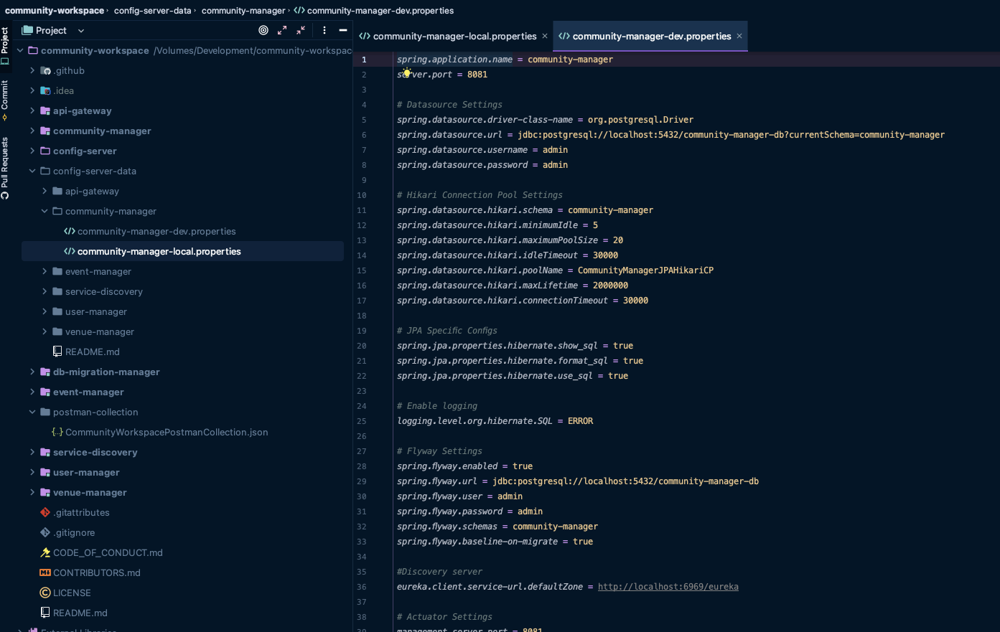 community-workspace › config-server-data › community-manager › community-manager-dev.properties
Project
Commit
Pull Requests
Project
community-workspace /Volumes/Development/community-workspac
.github
.idea
api-gateway
community-manager
config-server
config-server-data
api-gateway
community-manager
community-manager-dev.properties
community-manager-local.properties
event-manager
service-discovery
user-manager
venue-manager
README.md
db-migration-manager
event-manager
postman-collection
CommunityWorkspacePostmanCollection.json
service-discovery
user-manager
venue-manager
.gitattributes
.gitignore
CODE_OF_CONDUCT.md
CONTRIBUTORS.md
LICENSE
README.md
External Libraries
community-manager-local.properties × community-manager-dev.properties ×
1 spring.application.name = community-manager
2 server.port = 8081
3
4 # Datasource Settings
5 spring.datasource.driver-class-name = org.postgresql.Driver
6 spring.datasource.url = jdbc:postgresql://localhost:5432/community-manager-db?currentSchema=community-manager
7 spring.datasource.username = admin
8 spring.datasource.password = admin
9
10 # Hikari Connection Pool Settings
11 spring.datasource.hikari.schema = community-manager
12 spring.datasource.hikari.minimumIdle = 5
13 spring.datasource.hikari.maximumPoolSize = 20
14 spring.datasource.hikari.idleTimeout = 30000
15 spring.datasource.hikari.poolName = CommunityManagerJPAHikariCP
16 spring.datasource.hikari.maxLifetime = 2000000
17 spring.datasource.hikari.connectionTimeout = 30000
18
19 # JPA Specific Configs
20 spring.jpa.properties.hibernate.show_sql = true
21 spring.jpa.properties.hibernate.format_sql = true
22 spring.jpa.properties.hibernate.use_sql = true
23
24 # Enable logging
25 logging.level.org.hibernate.SQL = ERROR
26
27 # Flyway Settings
28 spring.flyway.enabled = true
29 spring.flyway.url = jdbc:postgresql://localhost:5432/community-manager-db
30 spring.flyway.user = admin
31 spring.flyway.password = admin
32 spring.flyway.schemas = community-manager
33 spring.flyway.baseline-on-migrate = true
34
35 #Discovery server
36 eureka.client.service-url.defaultZone = http://localhost:6969/eureka
37
38 # Actuator Settings
39 management.server.port = 8081